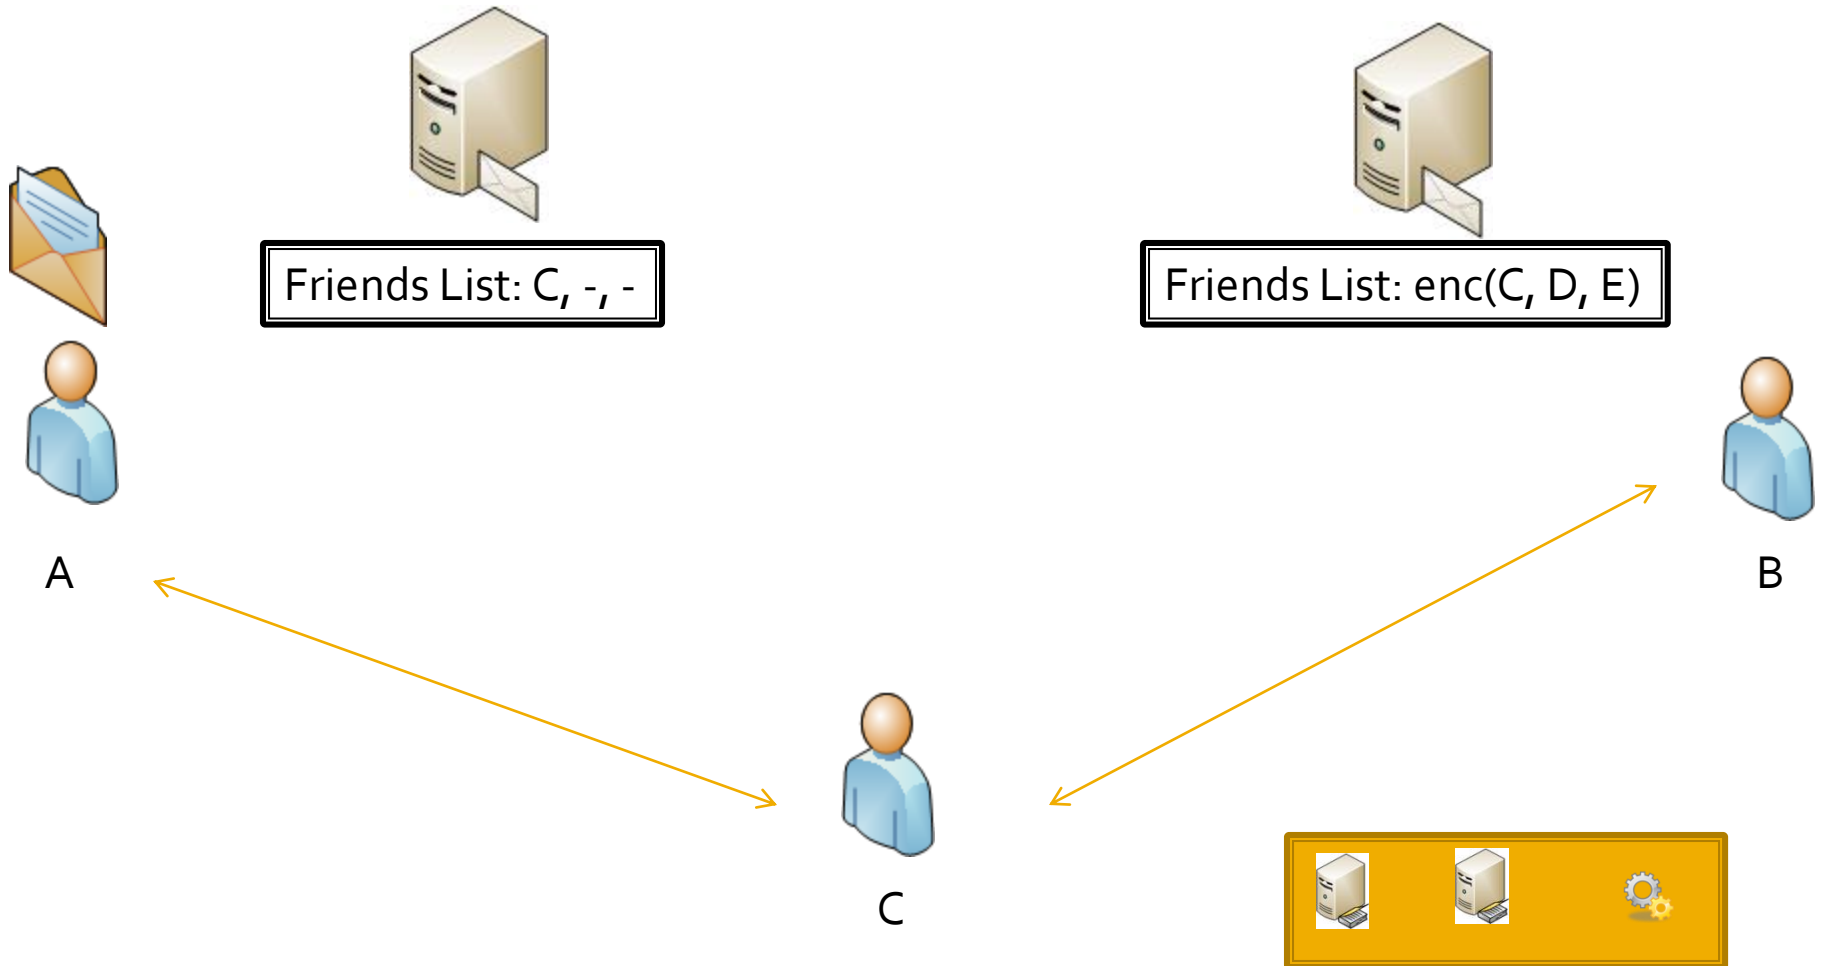 Friends List: C, -, -
Friends List: enc(C, D, E)
A
B
C